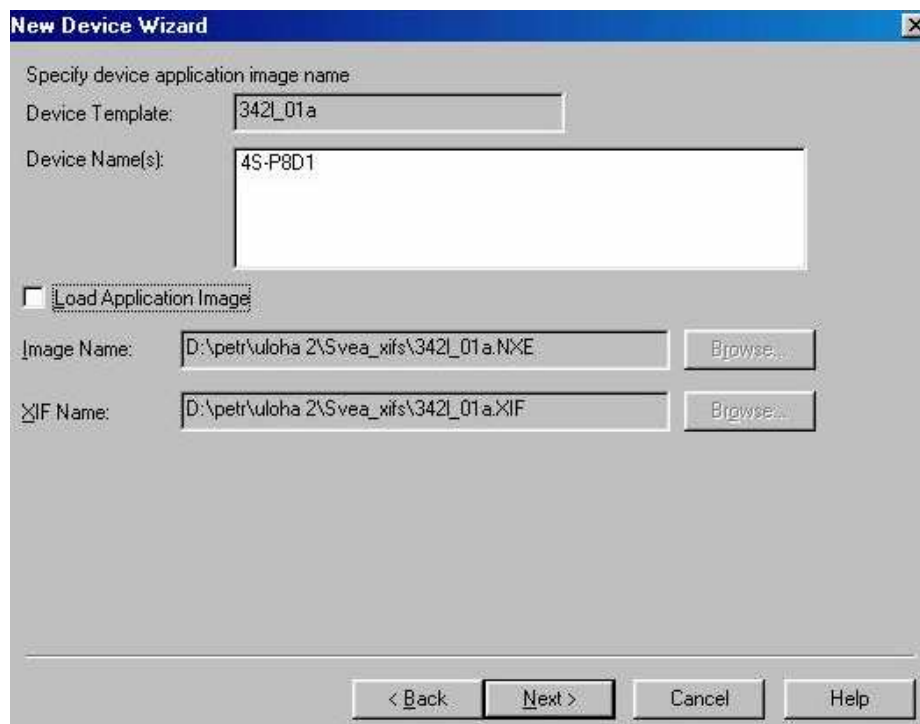 New Device Wizard
Specify device application image name
Device Template: 342I_01a
Device Name(s): 4S-P8D1
Load Application Image
Image Name: D:\petr\uloha 2\Svea_xifs\342I_01a.NXE Browse...
XIF Name: D:\petr\uloha 2\Svea_xifs\342I_01a.XIF Browse...
< Back Next > Cancel Help